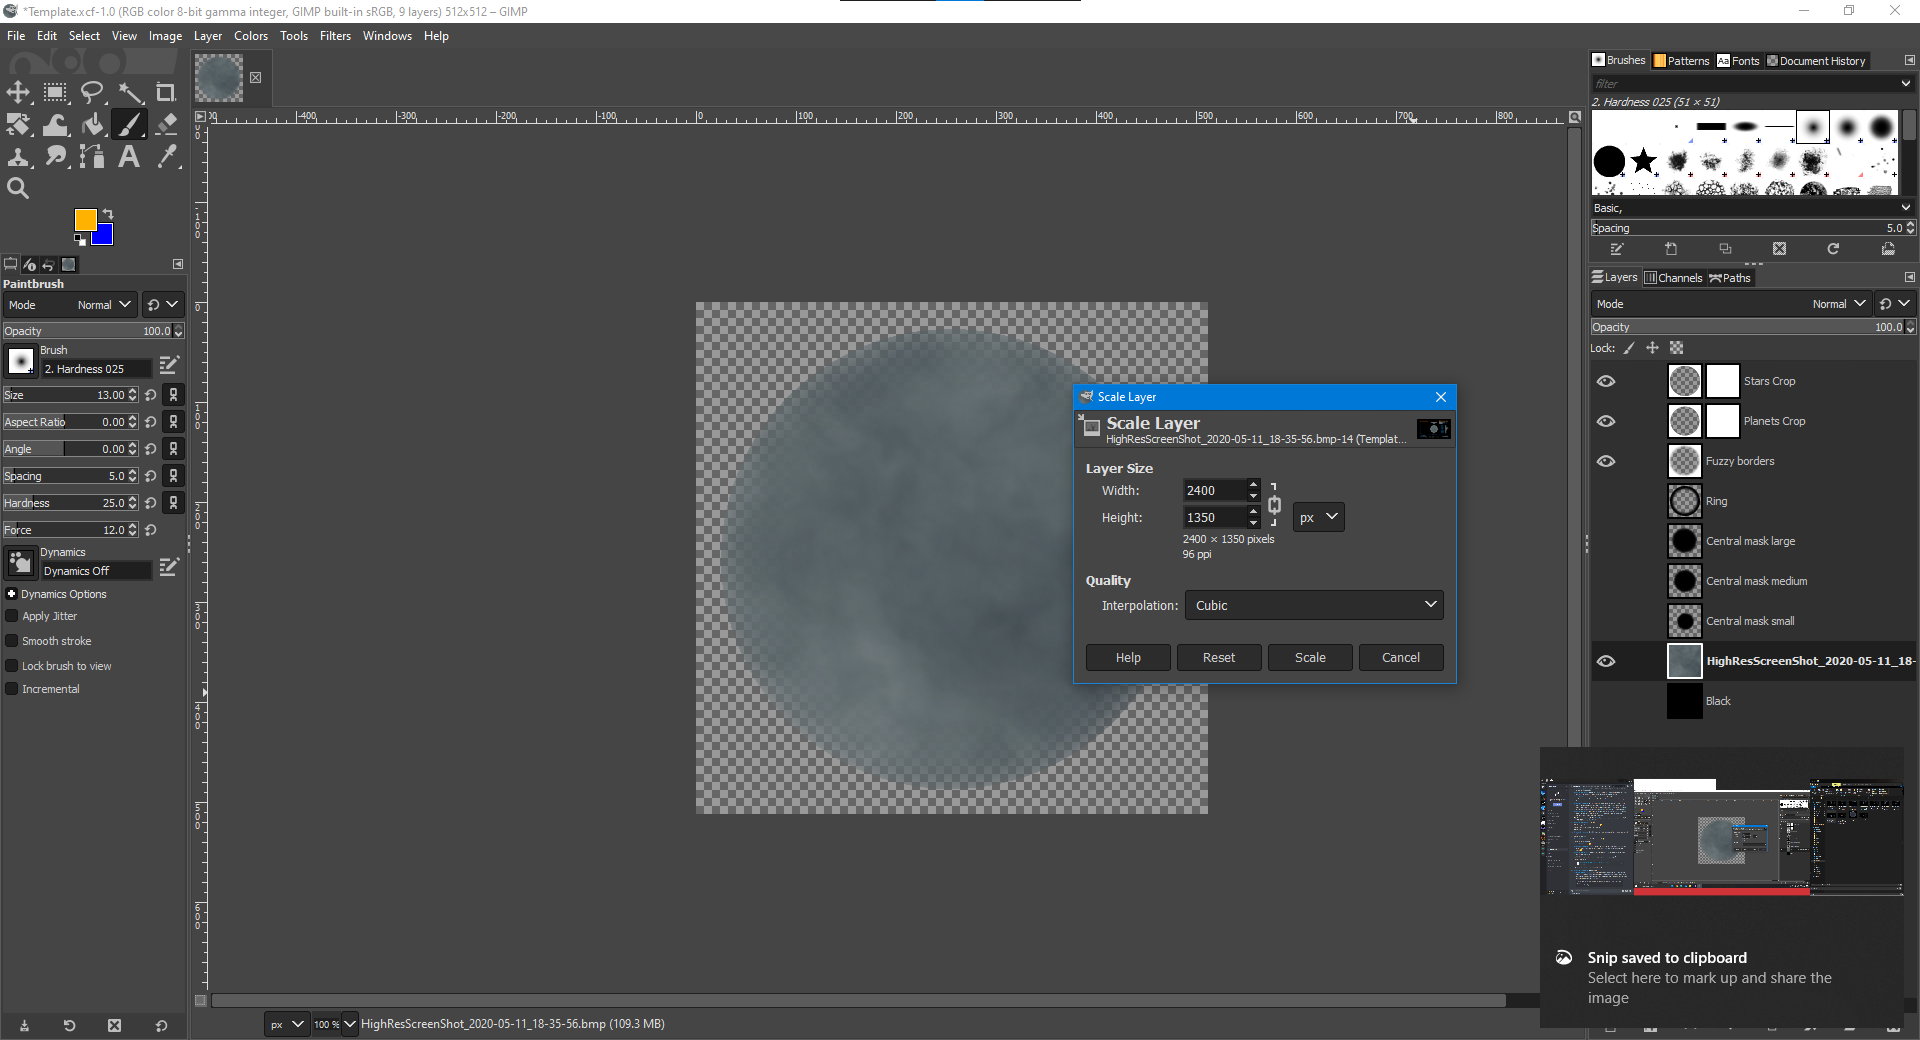 *Template.xcf-1.0 (RGB color 8-bit gamma integer, GIMP built-in sRGB, 9 layers) 512x512 – GIMP
File Edit Select View Image Layer Colors Tools Filters Windows Help
-400 -300 -200 -100 0 100 200 300 400 500 600 700 800
Paintbrush
Mode Normal
Opacity 100.0
Brush
2. Hardness 025
Size 13.00
Aspect Ratio 0.00
Angle 0.00
Spacing 5.0
Hardness 25.0
Force 12.0
Dynamics
Dynamics Off
Dynamics Options
Apply Jitter
Smooth stroke
Lock brush to view
Incremental
-100
0
100
200
300
400
500
600
Scale Layer
Scale Layer
HighResScreenShot_2020-05-11_18-35-56.bmp-14 (Templat...
Layer Size
Width: 2400
Height: 1350
px
2400 × 1350 pixels
96 ppi
Quality
Interpolation: Cubic
Help Reset Scale Cancel
px 100 % HighResScreenShot_2020-05-11_18-35-56.bmp (109.3 MB)
Brushes Patterns Aa Fonts Document History
filter
2. Hardness 025 (51 × 51)
Basic,
Spacing 5.0
Layers Channels Paths
Mode Normal
Opacity 100.0
Lock:
Stars Crop
Planets Crop
Fuzzy borders
Ring
Central mask large
Central mask medium
Central mask small
HighResScreenShot_2020-05-11_18-
Black
Snip saved to clipboard
Select here to mark up and share the
image